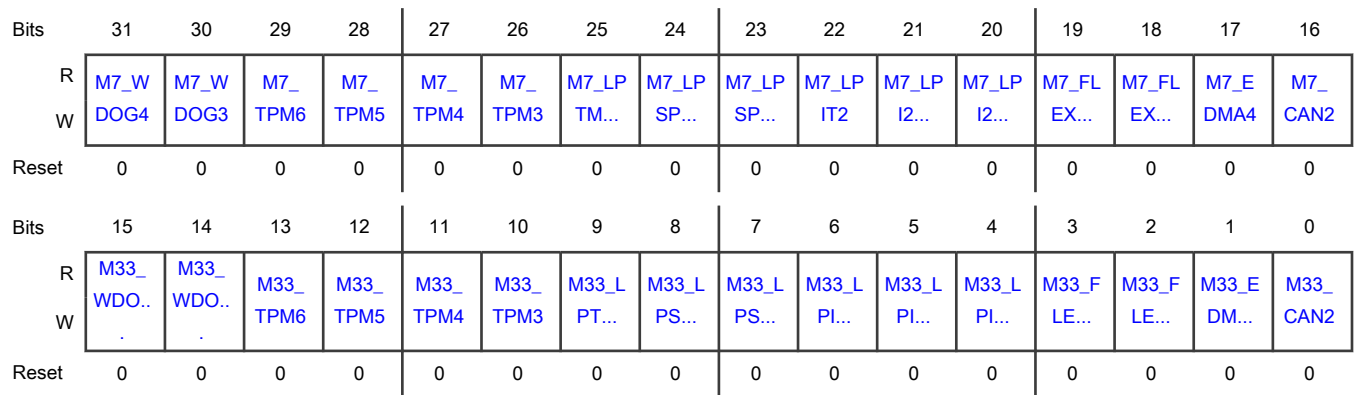 Bits 31 30 29 28 27 26 25 24 23 22 21 20 19 18 17 16
R M7_W M7_W M7_ M7_ M7_ M7_ M7_LP M7_LP M7_LP M7_LP M7_LP M7_LP M7_FL M7_FL M7_E M7_
W DOG4 DOG3 TPM6 TPM5 TPM4 TPM3 TM... SP... SP... IT2 I2... I2... EX... EX... DMA4 CAN2
Reset 0 0 0 0 0 0 0 0 0 0 0 0 0 0 0 0
Bits 15 14 13 12 11 10 9 8 7 6 5 4 3 2 1 0
R M33_ M33_ M33_ M33_ M33_ M33_ M33_L M33_L M33_L M33_L M33_L M33_L M33_F M33_F M33_E M33_
W WDO.. WDO.. TPM6 TPM5 TPM4 TPM3 PT... PS... PS... PI... PI... PI... LE... LE... DM... CAN2
. .
Reset 0 0 0 0 0 0 0 0 0 0 0 0 0 0 0 0